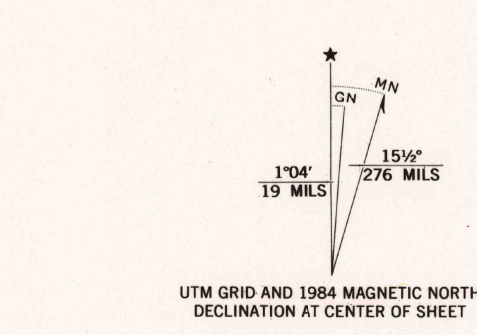 MN
GN
15½°
276 MILS
1°04′
19 MILS
UTM GRID AND 1984 MAGNETIC NORTH
DECLINATION AT CENTER OF SHEET